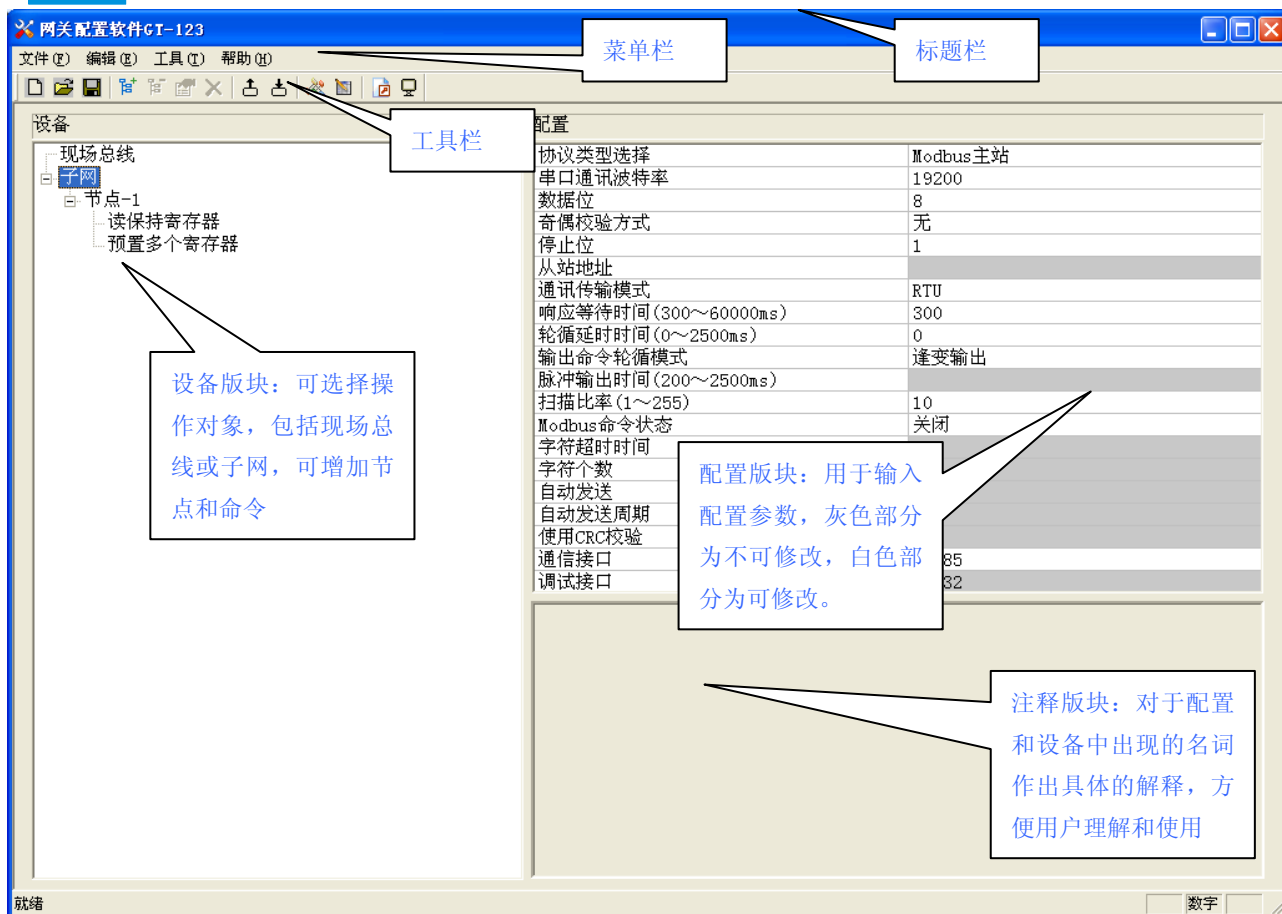 网关配置软件GT-123
标题栏
菜单栏
文件(F) 编辑(E) 工具(T) 帮助(H)
工具栏
设备
现场总线
子网
节点-1
读保持寄存器
预置多个寄存器
设备版块：可选择操
作对象，包括现场总
线或子网，可增加节
点和命令
配置
协议类型选择 Modbus主站
串口通讯波特率 19200
数据位 8
奇偶校验方式 无
停止位 1
从站地址
通讯传输模式 RTU
响应等待时间(300～60000ms) 300
轮循延时时间(0～2500ms) 0
输出命令轮循模式 逢变输出
脉冲输出时间(200～2500ms)
扫描比率(1～255) 10
Modbus命令状态 关闭
字符超时时间
字符个数
自动发送
自动发送周期
使用CRC校验
通信接口 85
调试接口 32
配置版块：用于输入
配置参数，灰色部分
为不可修改，白色部
分为可修改。
注释版块：对于配置
和设备中出现的名词
作出具体的解释，方
便用户理解和使用
就绪 数字